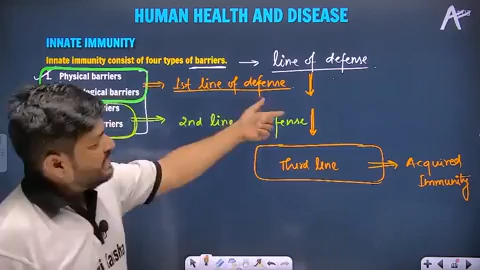 HUMAN HEALTH AND DISEASE
INNATE IMMUNITY
Innate immunity consist of four types of barriers. → line of defense
1. Physical barriers
1st line of defense
2nd line
Third line
Acquired
Immunity